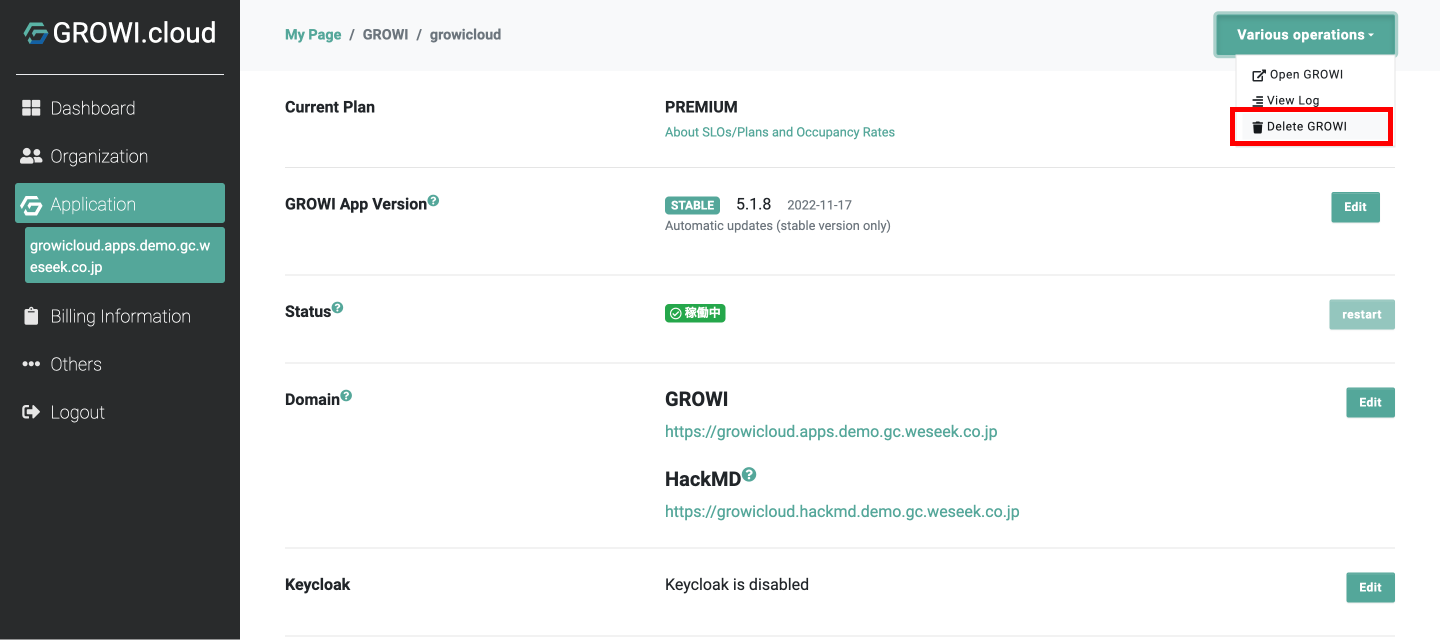 GROWI.cloud
Dashboard
Organization
Application
growicloud.apps.demo.gc.w
eseek.co.jp
Billing Information
Others
Logout
My Page / GROWI / growicloud
Various operations
Open GROWI
View Log
Delete GROWI
Current Plan
PREMIUM
About SLOs/Plans and Occupancy Rates
GROWI App Version?
STABLE 5.1.8 2022-11-17
Automatic updates (stable version only)
Edit
Status?
稼働中
restart
Domain?
GROWI
https://growicloud.apps.demo.gc.weseek.co.jp
Edit
HackMD?
https://growicloud.hackmd.demo.gc.weseek.co.jp
Keycloak
Keycloak is disabled
Edit